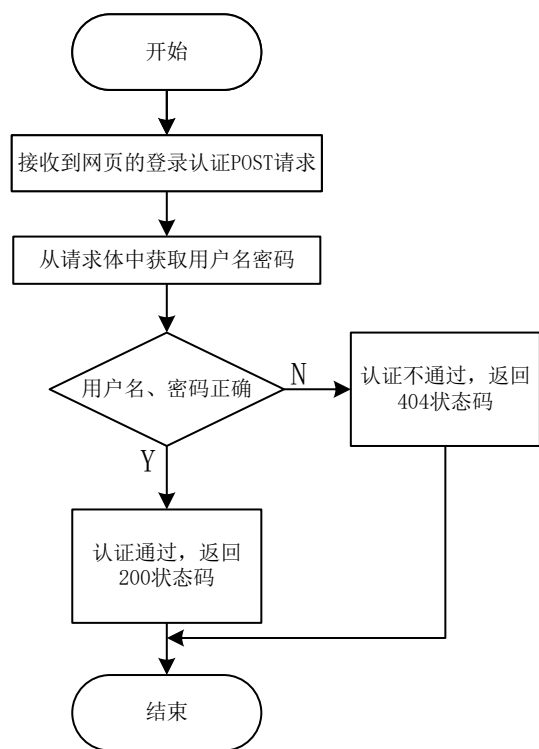 开始
接收到网页的登录认证POST请求
从请求体中获取用户名密码
用户名、密码正确
N
认证不通过，返回
404状态码
Y
认证通过，返回
200状态码
结束